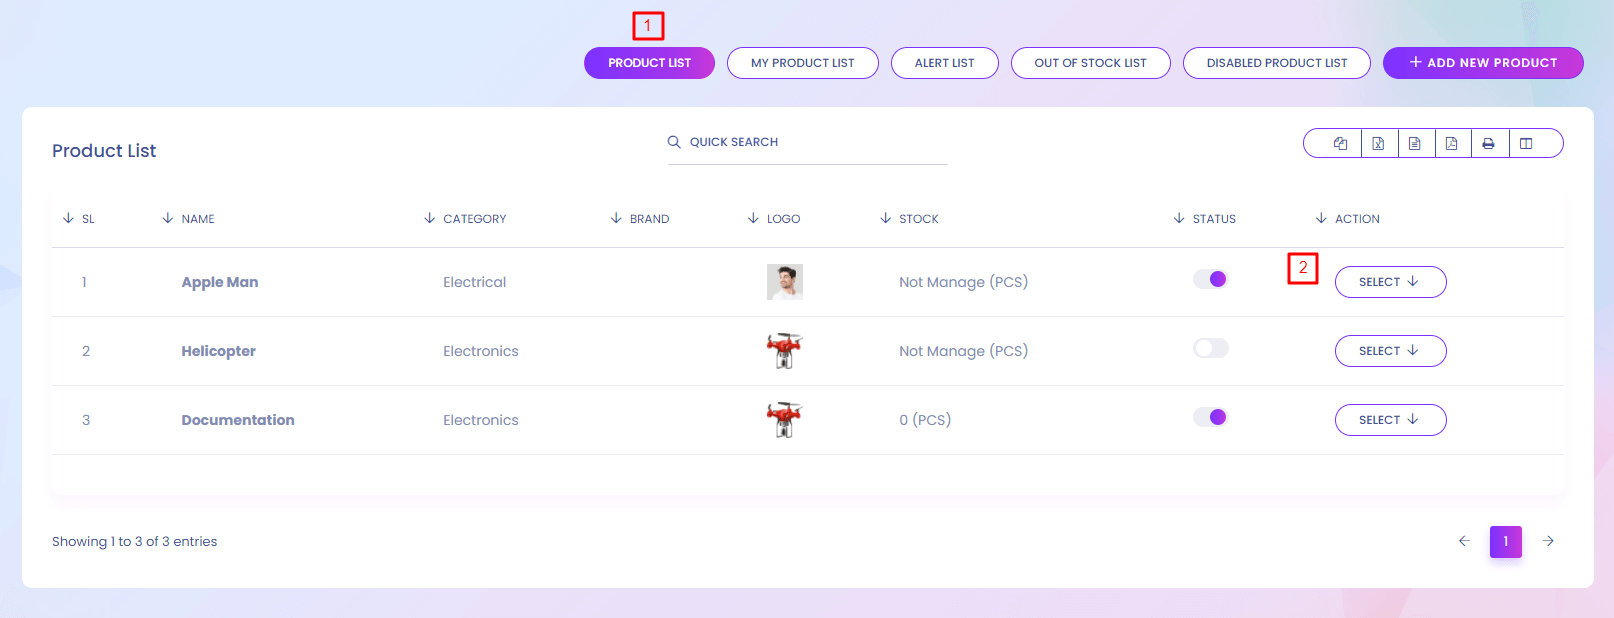 1
PRODUCT LIST MY PRODUCT LIST ALERT LIST OUT OF STOCK LIST DISABLED PRODUCT LIST + ADD NEW PRODUCT
Product List QUICK SEARCH
SL NAME CATEGORY BRAND LOGO STOCK STATUS ACTION
2
1 Apple Man Electrical Not Manage (PCS) SELECT
2 Helicopter Electronics Not Manage (PCS) SELECT
3 Documentation Electronics 0 (PCS) SELECT
Showing 1 to 3 of 3 entries 1